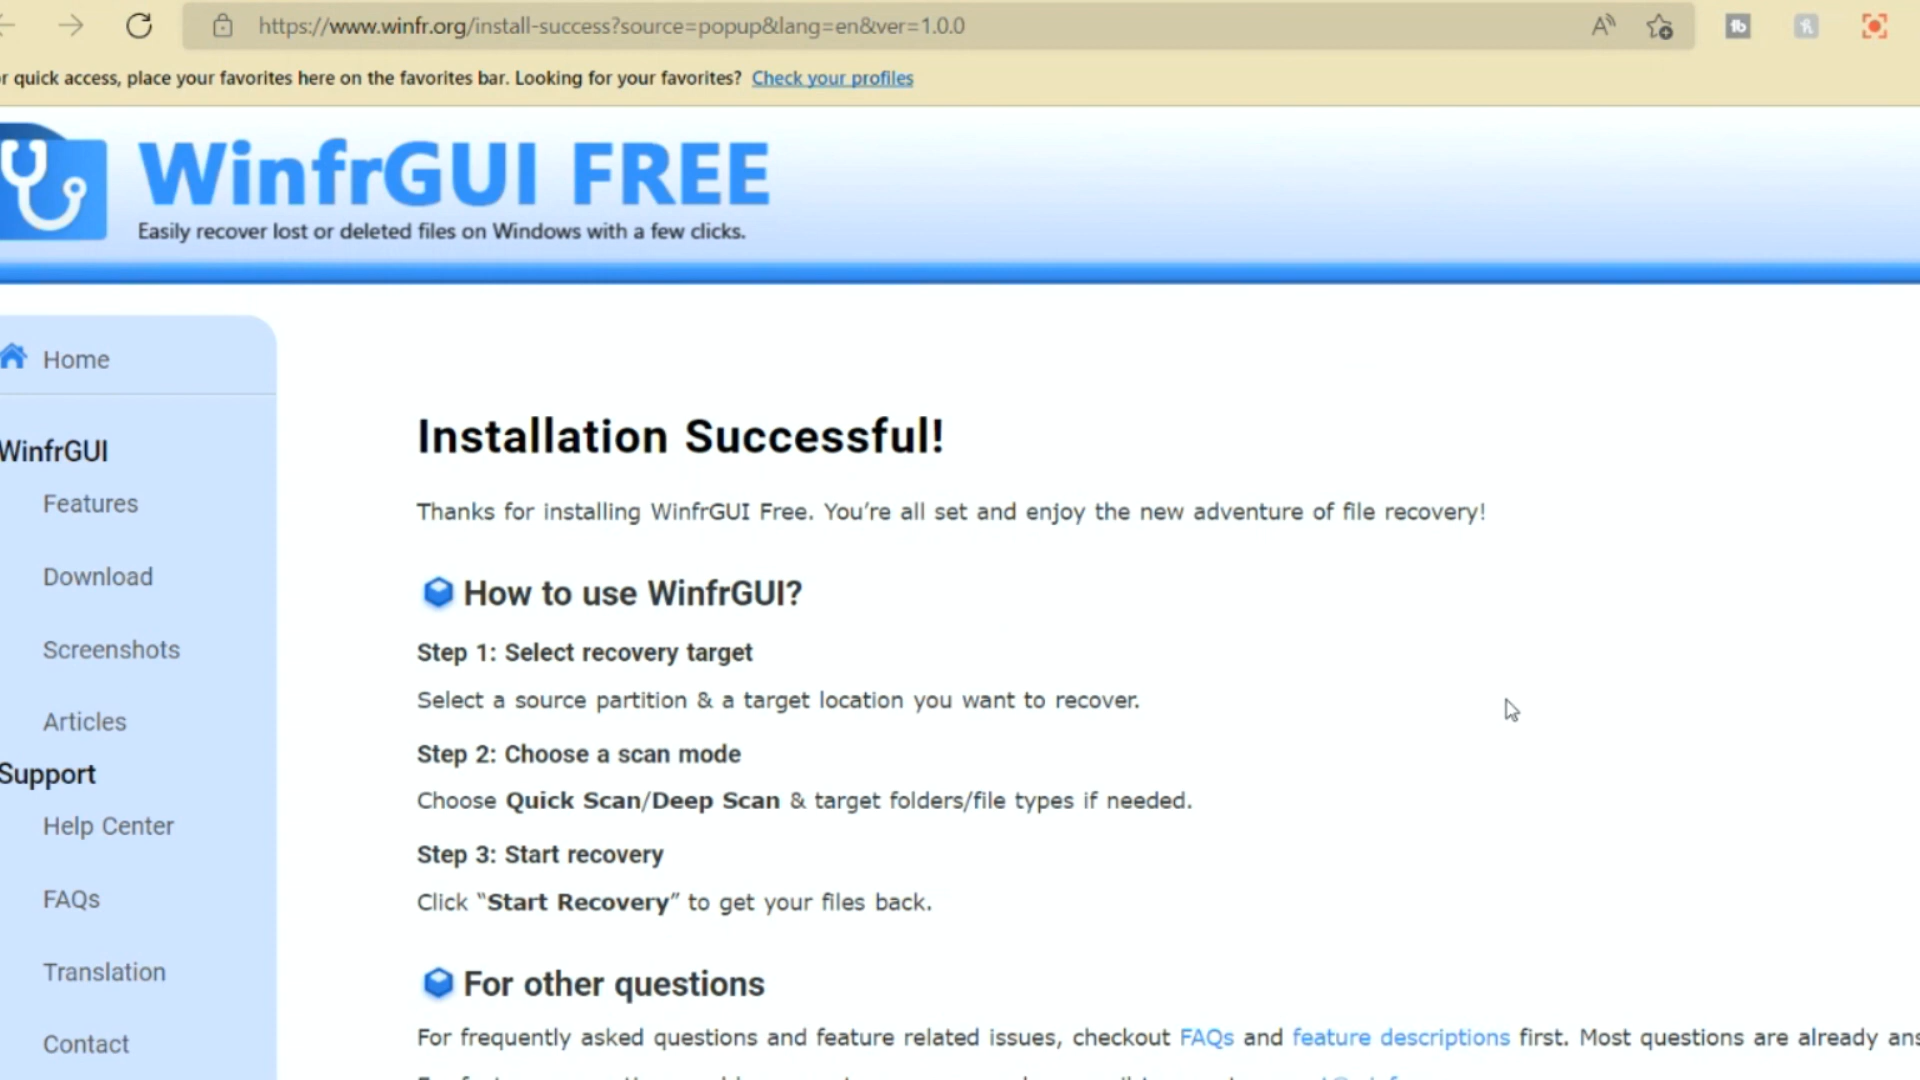 https://www.winfr.org/install-success?source=popup&lang=en&ver=1.0.0
r quick access, place your favorites here on the favorites bar. Looking for your favorites? Check your profiles
WinfrGUI FREE
Easily recover lost or deleted files on Windows with a few clicks.
Home
WinfrGUI
Features
Download
Screenshots
Articles
Support
Help Center
FAQs
Translation
Contact
Installation Successful!
Thanks for installing WinfrGUI Free. You’re all set and enjoy the new adventure of file recovery!
How to use WinfrGUI?
Step 1: Select recovery target
Select a source partition & a target location you want to recover.
Step 2: Choose a scan mode
Choose Quick Scan/Deep Scan & target folders/file types if needed.
Step 3: Start recovery
Click “Start Recovery” to get your files back.
For other questions
For frequently asked questions and feature related issues, checkout FAQs and feature descriptions first. Most questions are already ans